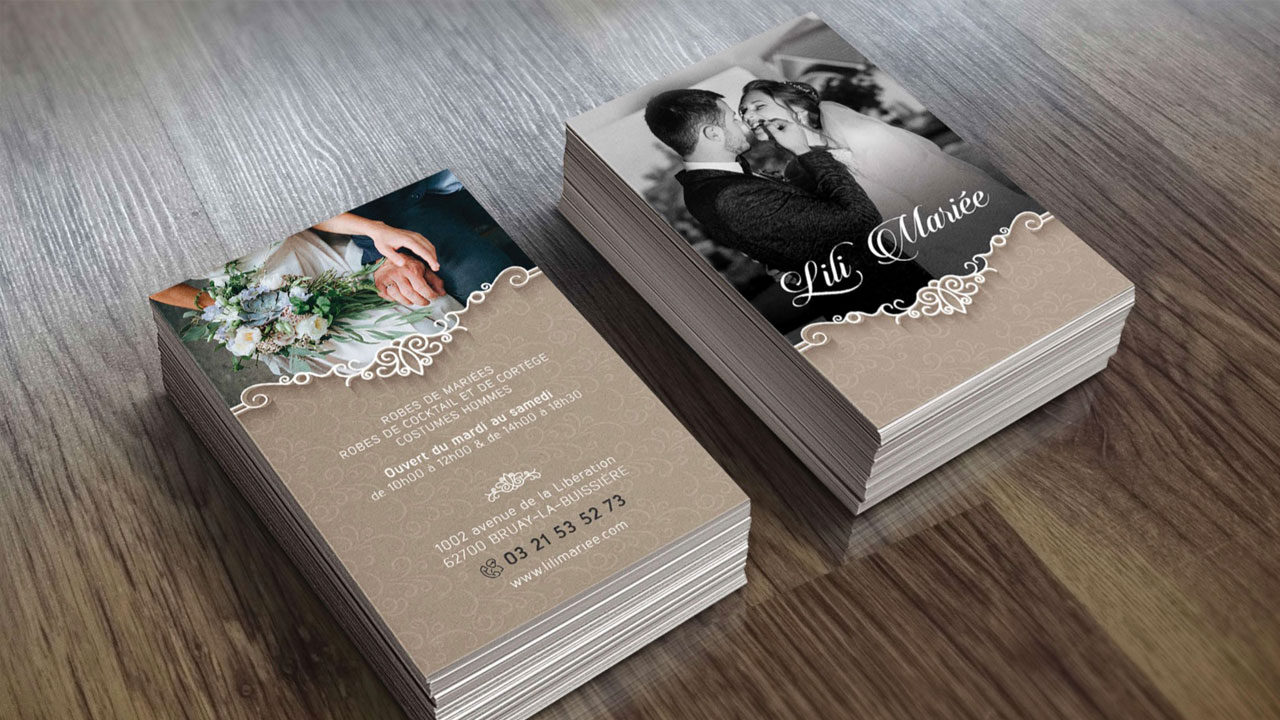 ROBES DE MARIÉES
ROBES DE COCKTAIL ET DE CORTÈGE
COSTUMES HOMMES
Ouvert du mardi au samedi
de 10h00 à 12h00 & de 14h00 à 18h30
1002 avenue de la Libération
62700 BRUAY-LA-BUISSIÈRE
03 21 53 52 73
www.lilimariee.com
Lili Mariée